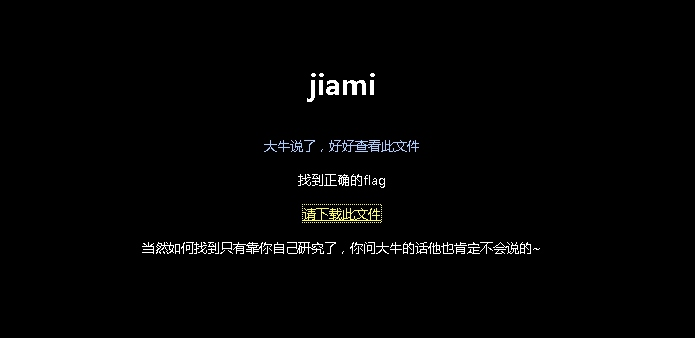 jiami
大牛说了，好好查看此文件
找到正确的flag
请下载此文件
当然如何找到只有靠你自己研究了，你问大牛的话他也肯定不会说的~